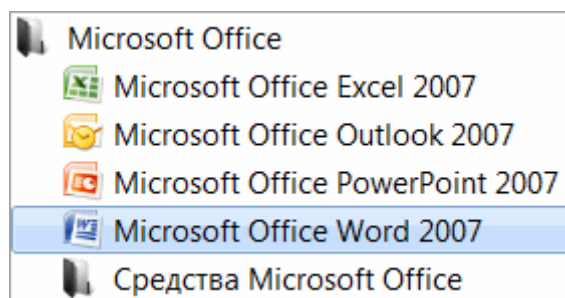 Microsoft Office
Microsoft Office Excel 2007
Microsoft Office Outlook 2007
Microsoft Office PowerPoint 2007
Microsoft Office Word 2007
Средства Microsoft Office